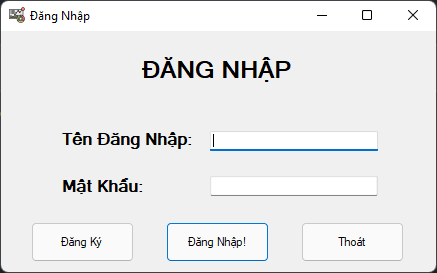 Đăng Nhập
ĐĂNG NHẬP
Tên Đăng Nhập:
Mật Khẩu:
Đăng Ký
Đăng Nhập!
Thoát